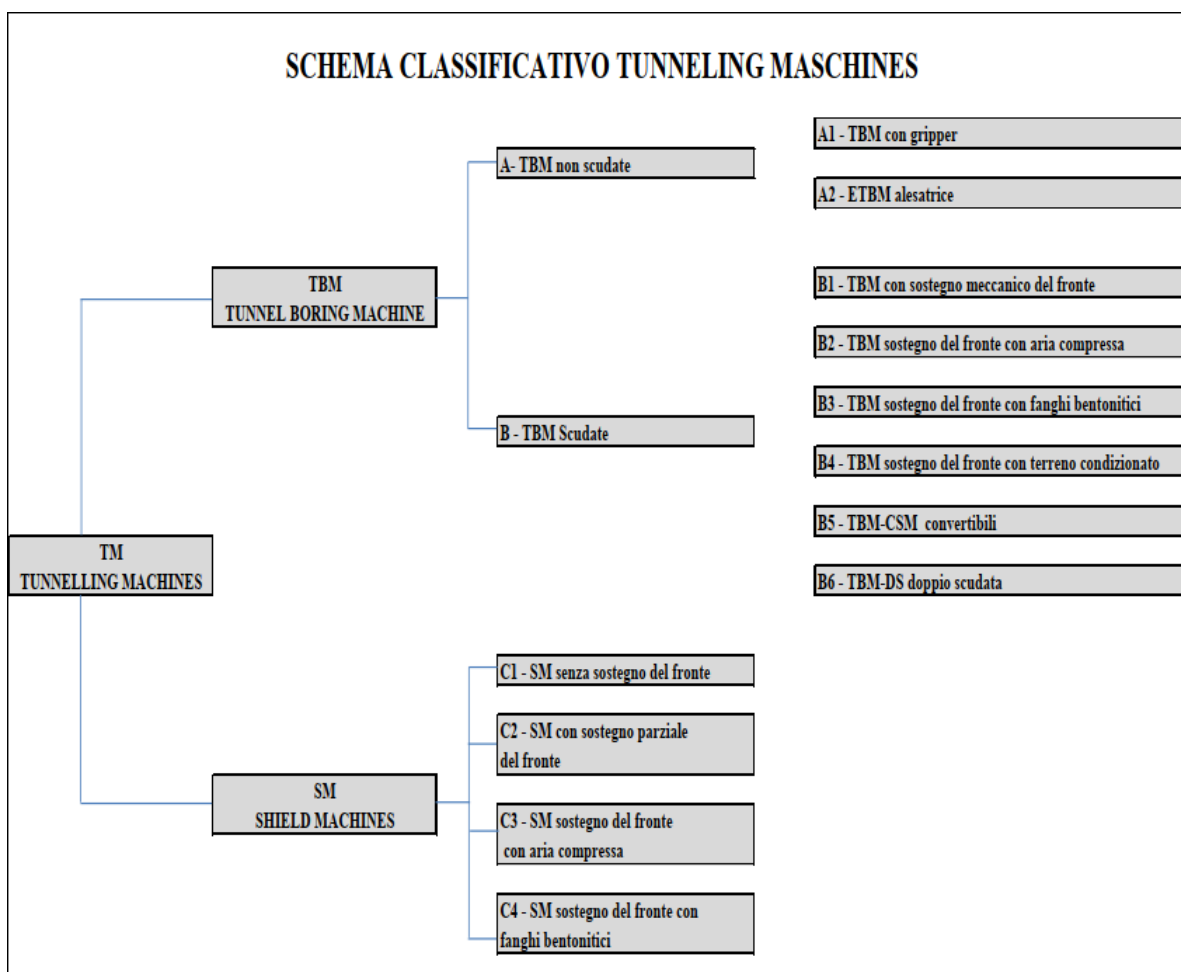 SCHEMA CLASSIFICATIVO TUNNELING MASCHINES
A1 - TBM con gripper
A- TBM non scudate
A2 - ETBM alesatrice
TBM
TUNNEL BORING MACHINE
B1 - TBM con sostegno meccanico del fronte
B2 - TBM sostegno del fronte con aria compressa
B3 - TBM sostegno del fronte con fanghi bentonitici
B - TBM Scudate
B4 - TBM sostegno del fronte con terreno condizionato
B5 - TBM-CSM convertibili
TM
TUNNELLING MACHINES
B6 - TBM-DS doppio scudata
C1 - SM senza sostegno del fronte
C2 - SM con sostegno parziale
del fronte
SM
SHIELD MACHINES
C3 - SM sostegno del fronte
con aria compressa
C4 - SM sostegno del fronte con
fanghi bentonitici